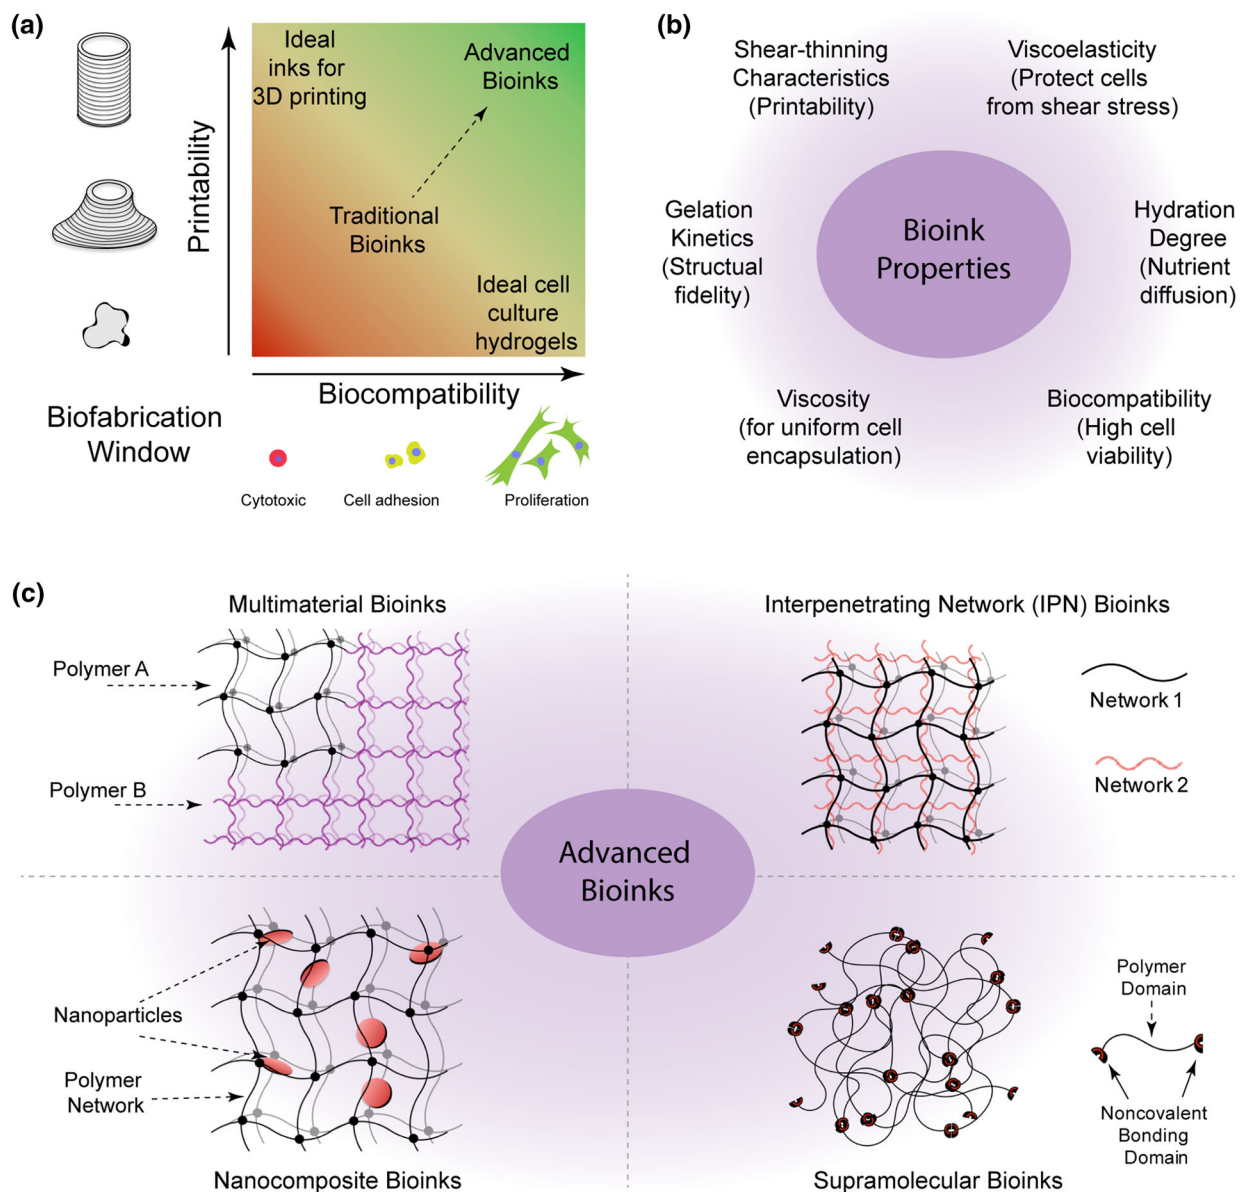 (a)
Ideal
inks for
3D printing
Advanced
Bioinks
Traditional
Bioinks
Ideal cell
culture
hydrogels
Printability
Biocompatibility
Biofabrication
Window
Cytotoxic
Cell adhesion
Proliferation
(b)
Shear-thinning
Characteristics
(Printability)
Viscoelasticity
(Protect cells
from shear stress)
Gelation
Kinetics
(Structual
fidelity)
Bioink
Properties
Hydration
Degree
(Nutrient
diffusion)
Viscosity
(for uniform cell
encapsulation)
Biocompatibility
(High cell
viability)
(c)
Multimaterial Bioinks
Polymer A
Polymer B
Interpenetrating Network (IPN) Bioinks
Network 1
Network 2
Advanced
Bioinks
Nanoparticles
Polymer
Network
Nanocomposite Bioinks
Polymer
Domain
Noncovalent
Bonding
Domain
Supramolecular Bioinks